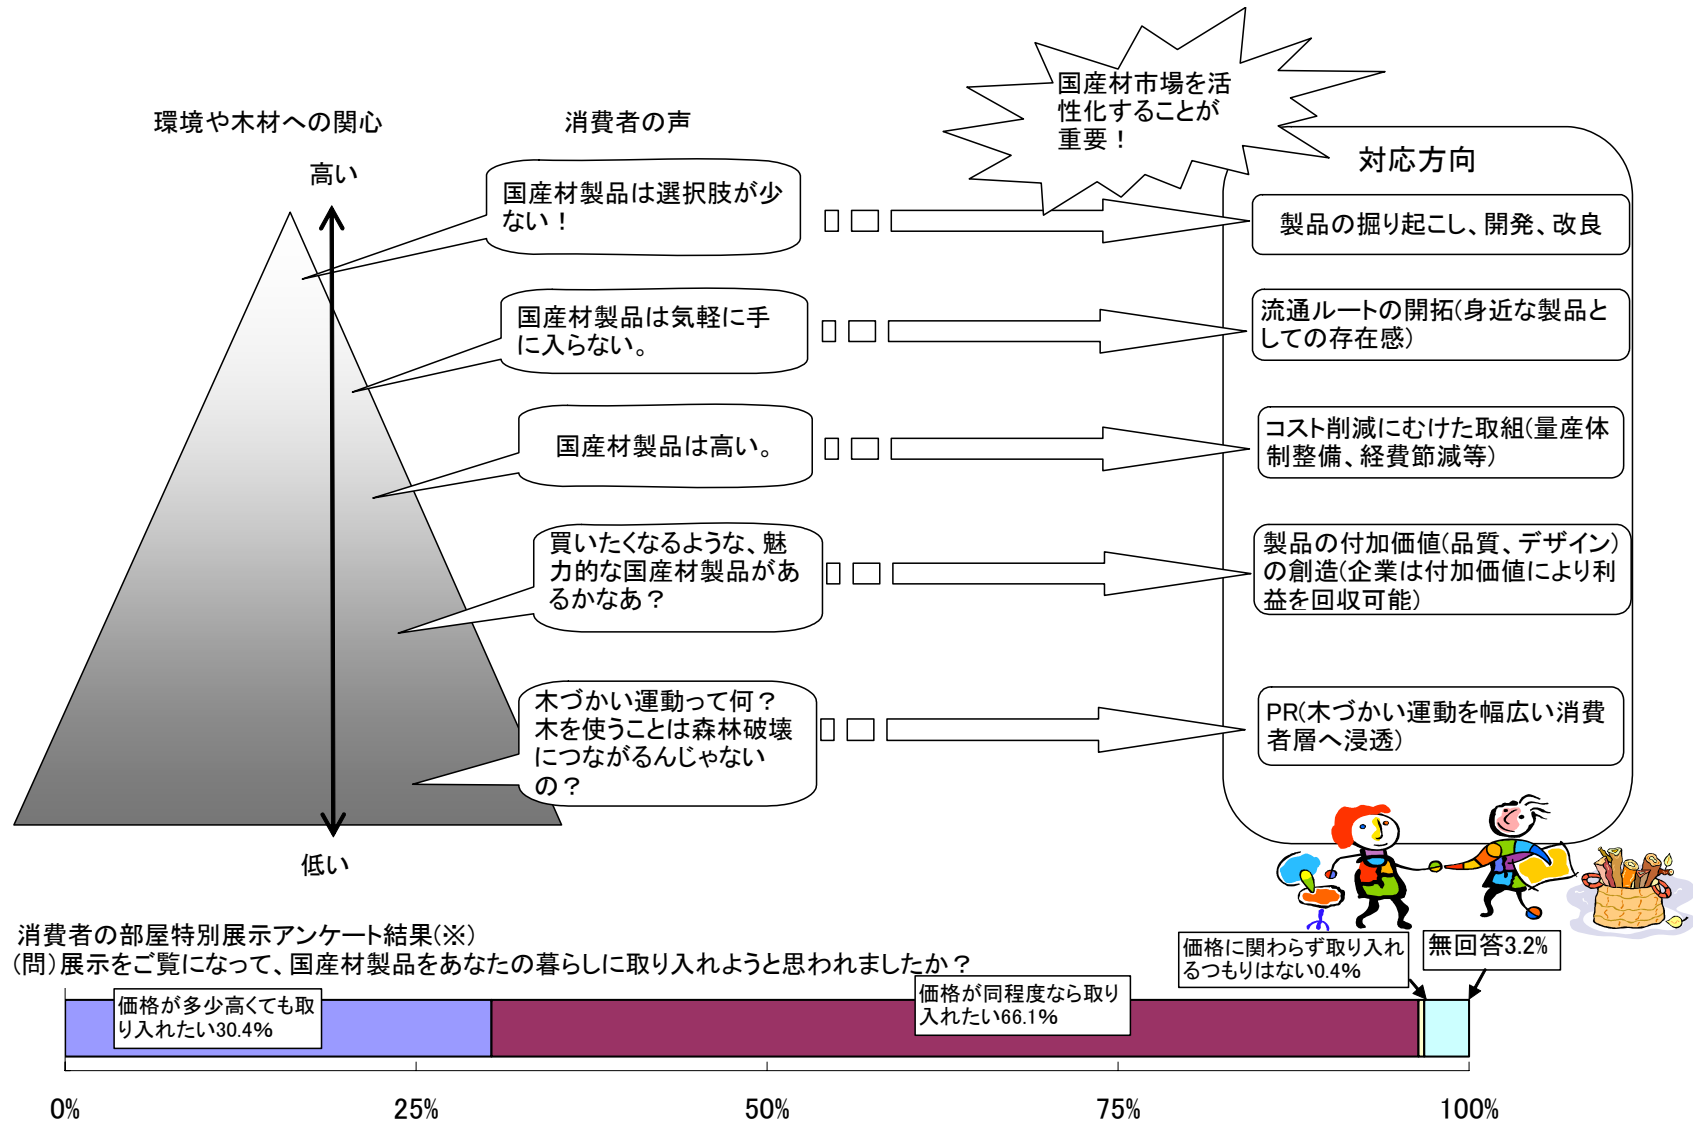 国産材市場を活
性化することが
重要！
環境や木材への関心
消費者の声
対応方向
高い
国産材製品は選択肢が少
ない！
製品の掘り起こし、開発、改良
国産材製品は気軽に手
に入らない。
流通ルートの開拓(身近な製品と
しての存在感)
国産材製品は高い。
コスト削減にむけた取組(量産体
制整備、経費節減等)
買いたくなるような、魅
力的な国産材製品があ
るかなあ？
製品の付加価値(品質、デザイン)
の創造(企業は付加価値により利
益を回収可能)
木づかい運動って何？
木を使うことは森林破壊
につながるんじゃない
の？
PR(木づかい運動を幅広い消費
者層へ浸透)
低い
消費者の部屋特別展示アンケート結果(※)
(問)展示をご覧になって、国産材製品をあなたの暮らしに取り入れようと思われましたか？
価格に関わらず取り入れ
るつもりはない0.4%
無回答3.2%
価格が多少高くても取
り入れたい30.4%
価格が同程度なら取り
入れたい66.1%
0%
25%
50%
75%
100%